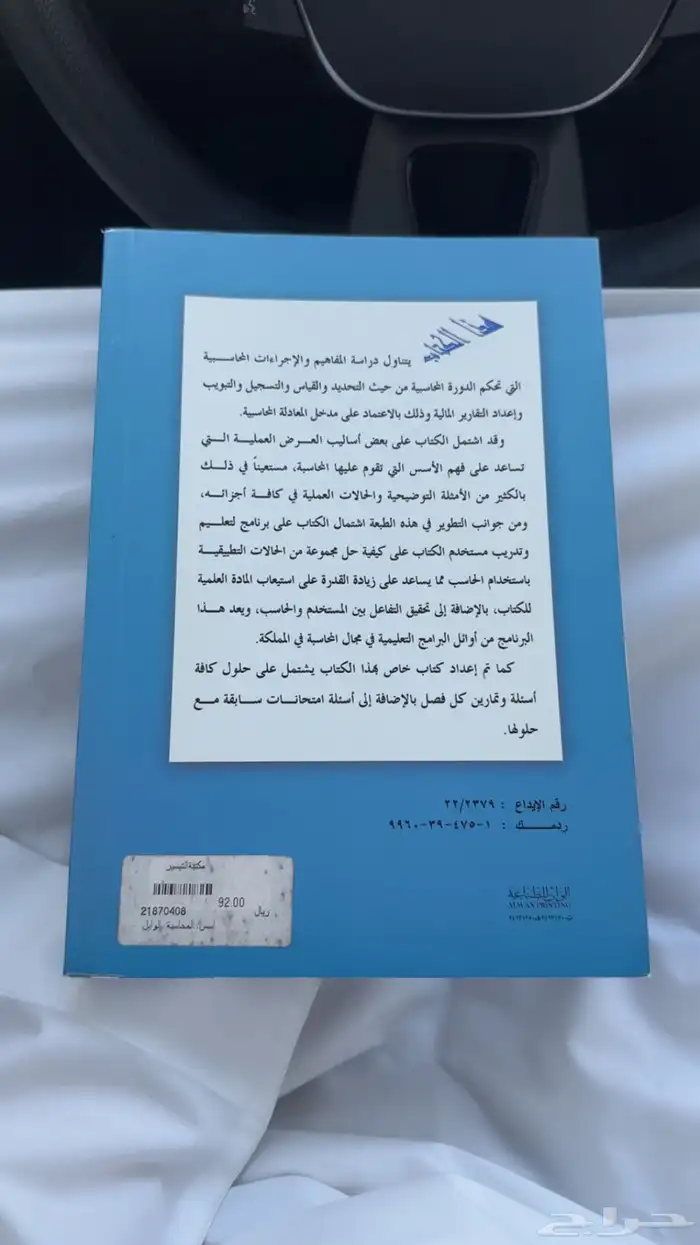 هذا الكتاب
يتناول دراسة المفاهيم والإجراءات المحاسبية
التي تحكم الدورة المحاسبية من حيث التحديد والقياس والتسجيل والتبويب
وإعداد التقارير المالية وذلك بالاعتماد على مدخل المعادلة المحاسبية.
وقد اشتمل الكتاب على بعض أساليب العرض العملية التي
تساعد على فهم الأسس التي تقوم عليها المحاسبة، مستعيناً في ذلك
بالكثير من الأمثلة التوضيحية والحالات العملية في كافة أجزائه،
ومن جوانب التطوير في هذه الطبعة اشتمال الكتاب على برنامج لتعليم
وتدريب مستخدم الكتاب على كيفية حل مجموعة من الحالات التطبيقية
باستخدام الحاسب مما يساعد على زيادة القدرة على استيعاب المادة العلمية
للكتاب، بالإضافة إلى تحقيق التفاعل بين المستخدم والحاسب، ويعد هذا
البرنامج من أوائل البرامج التعليمية في مجال المحاسبة في المملكة.
كما تم إعداد كتاب خاص بهذا الكتاب يشتمل على حلول كافة
أسئلة وتمارين كل فصل بالإضافة إلى أسئلة امتحانات سابقة مع
حلولها.
رقم الإيداع : ٢٢/٢٣٧٩
ردمك : ١-٤٧٥-٣٩-٩٩٦٠
مكتبة لتيسير
92.00
21870408 ريال
المحاسبة
ALWAN PRINTING
حراج